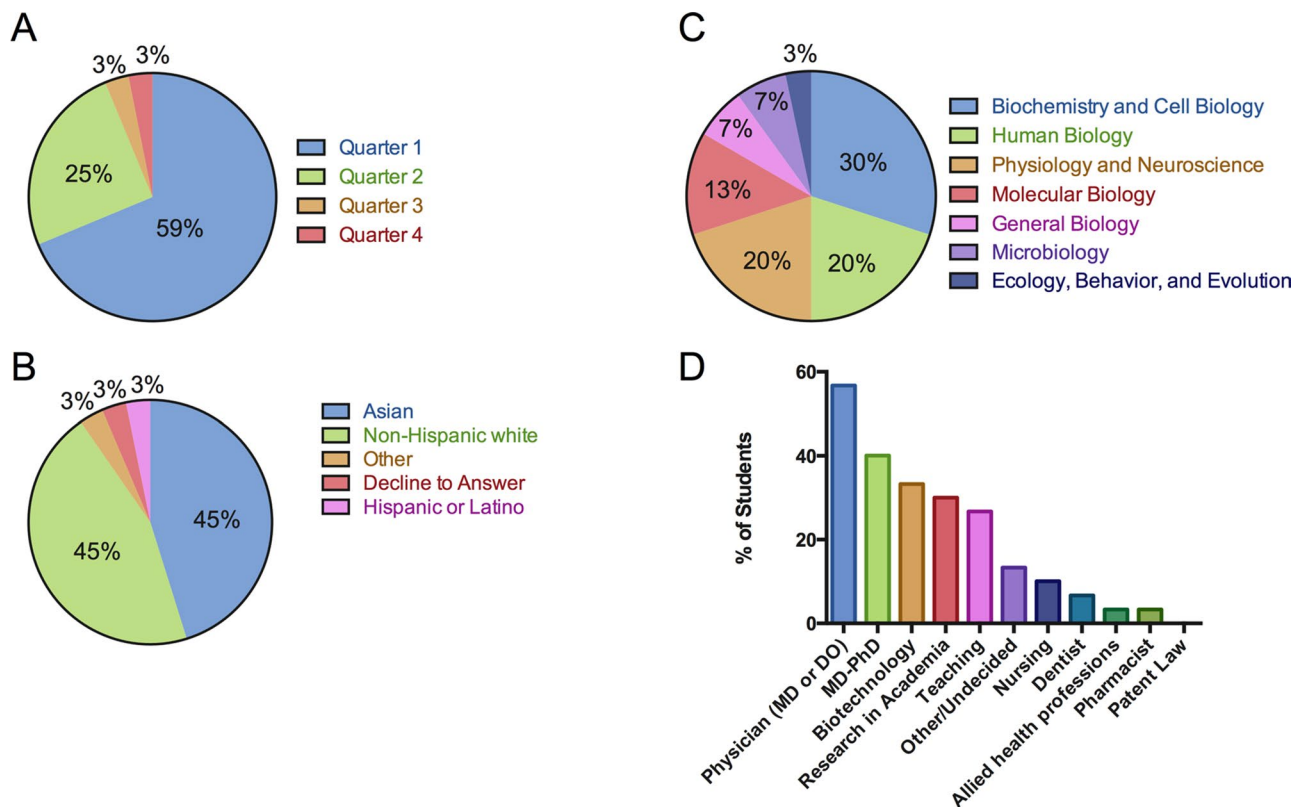 A
3%
3%
25%
59%
Quarter 1
Quarter 2
Quarter 3
Quarter 4
B
3%
3%
3%
45%
45%
Asian
Non-Hispanic white
Other
Decline to Answer
Hispanic or Latino
C
3%
7%
7%
30%
13%
20%
20%
Biochemistry and Cell Biology
Human Biology
Physiology and Neuroscience
Molecular Biology
General Biology
Microbiology
Ecology, Behavior, and Evolution
D
% of Students
60
40
20
0
Physician (MD or DO)
MD-PhD
Biotechnology
Research in Academia
Teaching
Other/Undecided
Nursing
Dentist
Allied health professions
Pharmacist
Patent Law